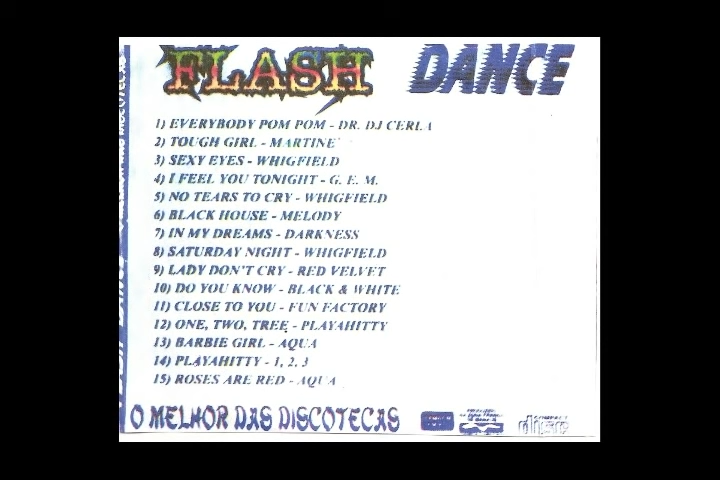 FLASH DANCE
1) EVERYBODY POM POM - DR. DJ CERLA
2) TOUGH GIRL - MARTINE
3) SEXY EYES - WHIGFIELD
4) I FEEL YOU TONIGHT - G. E. M.
5) NO TEARS TO CRY - WHIGFIELD
6) BLACK HOUSE - MELODY
7) IN MY DREAMS - DARKNESS
8) SATURDAY NIGHT - WHIGFIELD
9) LADY DON'T CRY - RED VELVET
10) DO YOU KNOW - BLACK & WHITE
11) CLOSE TO YOU - FUN FACTORY
12) ONE, TWO, TREE - PLAYAHITTY
13) BARBIE GIRL - AQUA
14) PLAYAHITTY - 1, 2, 3
15) ROSES ARE RED - AQUA
O MELHOR DAS DISCOTECAS